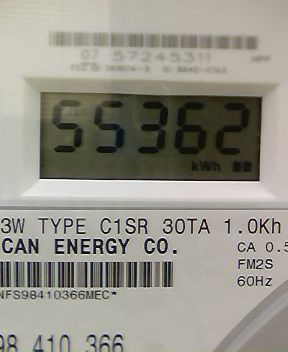 07 57245311
55362
kWh
3W TYPE C1SR 30TA 1.0Kh
CAN ENERGY CO.
CA 0.5
FM2S
60Hz
NFS98410366MEC*
98 410 366